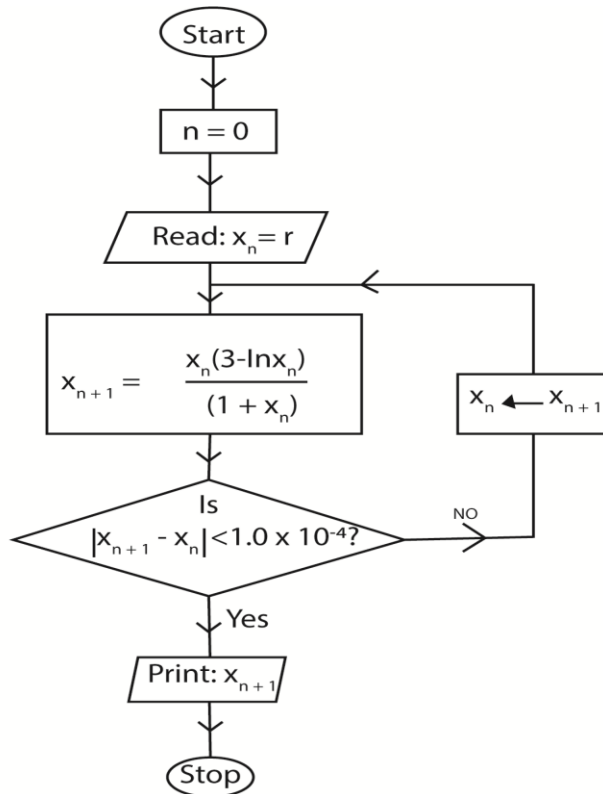 Start
n = 0
Read: xₙ= r
xₙ₊₁ = xₙ(3-lnxₙ)
(1 + xₙ)
xₙ ← xₙ₊₁
Is
|xₙ₊₁ - xₙ|<1.0 x 10⁻⁴?
NO
Yes
Print: xₙ₊₁
Stop